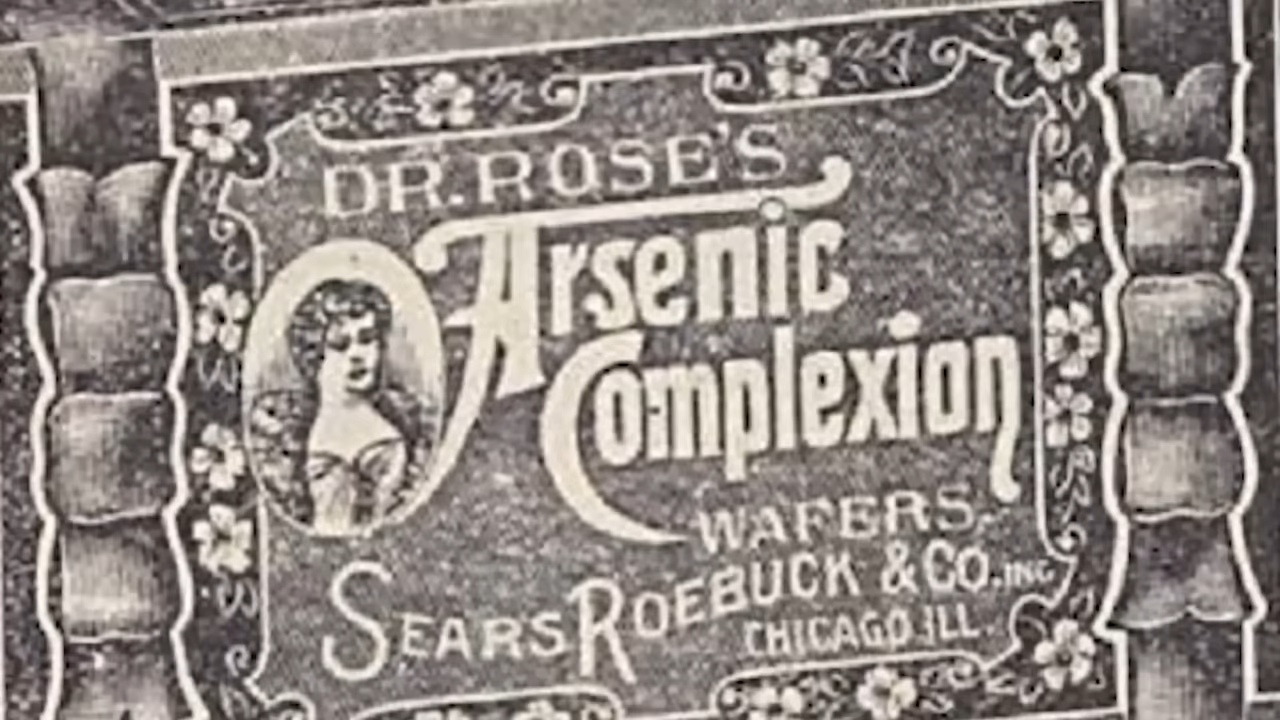 DR. ROSE'S
Arsenic
Complexion
WAFERS.
SEARS ROEBUCK & CO. INC
CHICAGO. ILL.